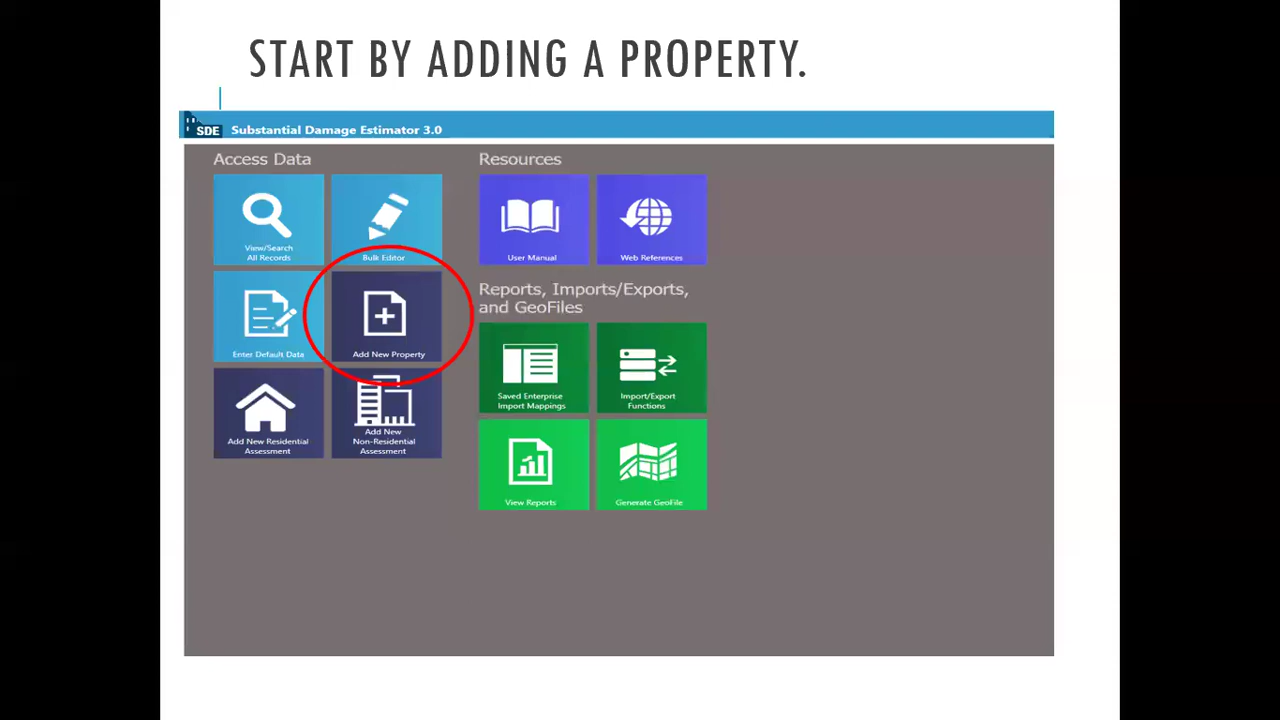 START BY ADDING A PROPERTY.
SDE Substantial Damage Estimator 3.0
Access Data
View/Search
All Records
Bulk Editor
Enter Default Data
Add New Property
Add New Residential
Assessment
Add New
Non-Residential
Assessment
Resources
User Manual
Web References
Reports, Imports/Exports,
and GeoFiles
Saved Enterprise
Import Mappings
Import/Export
Functions
View Reports
Generate GeoFile